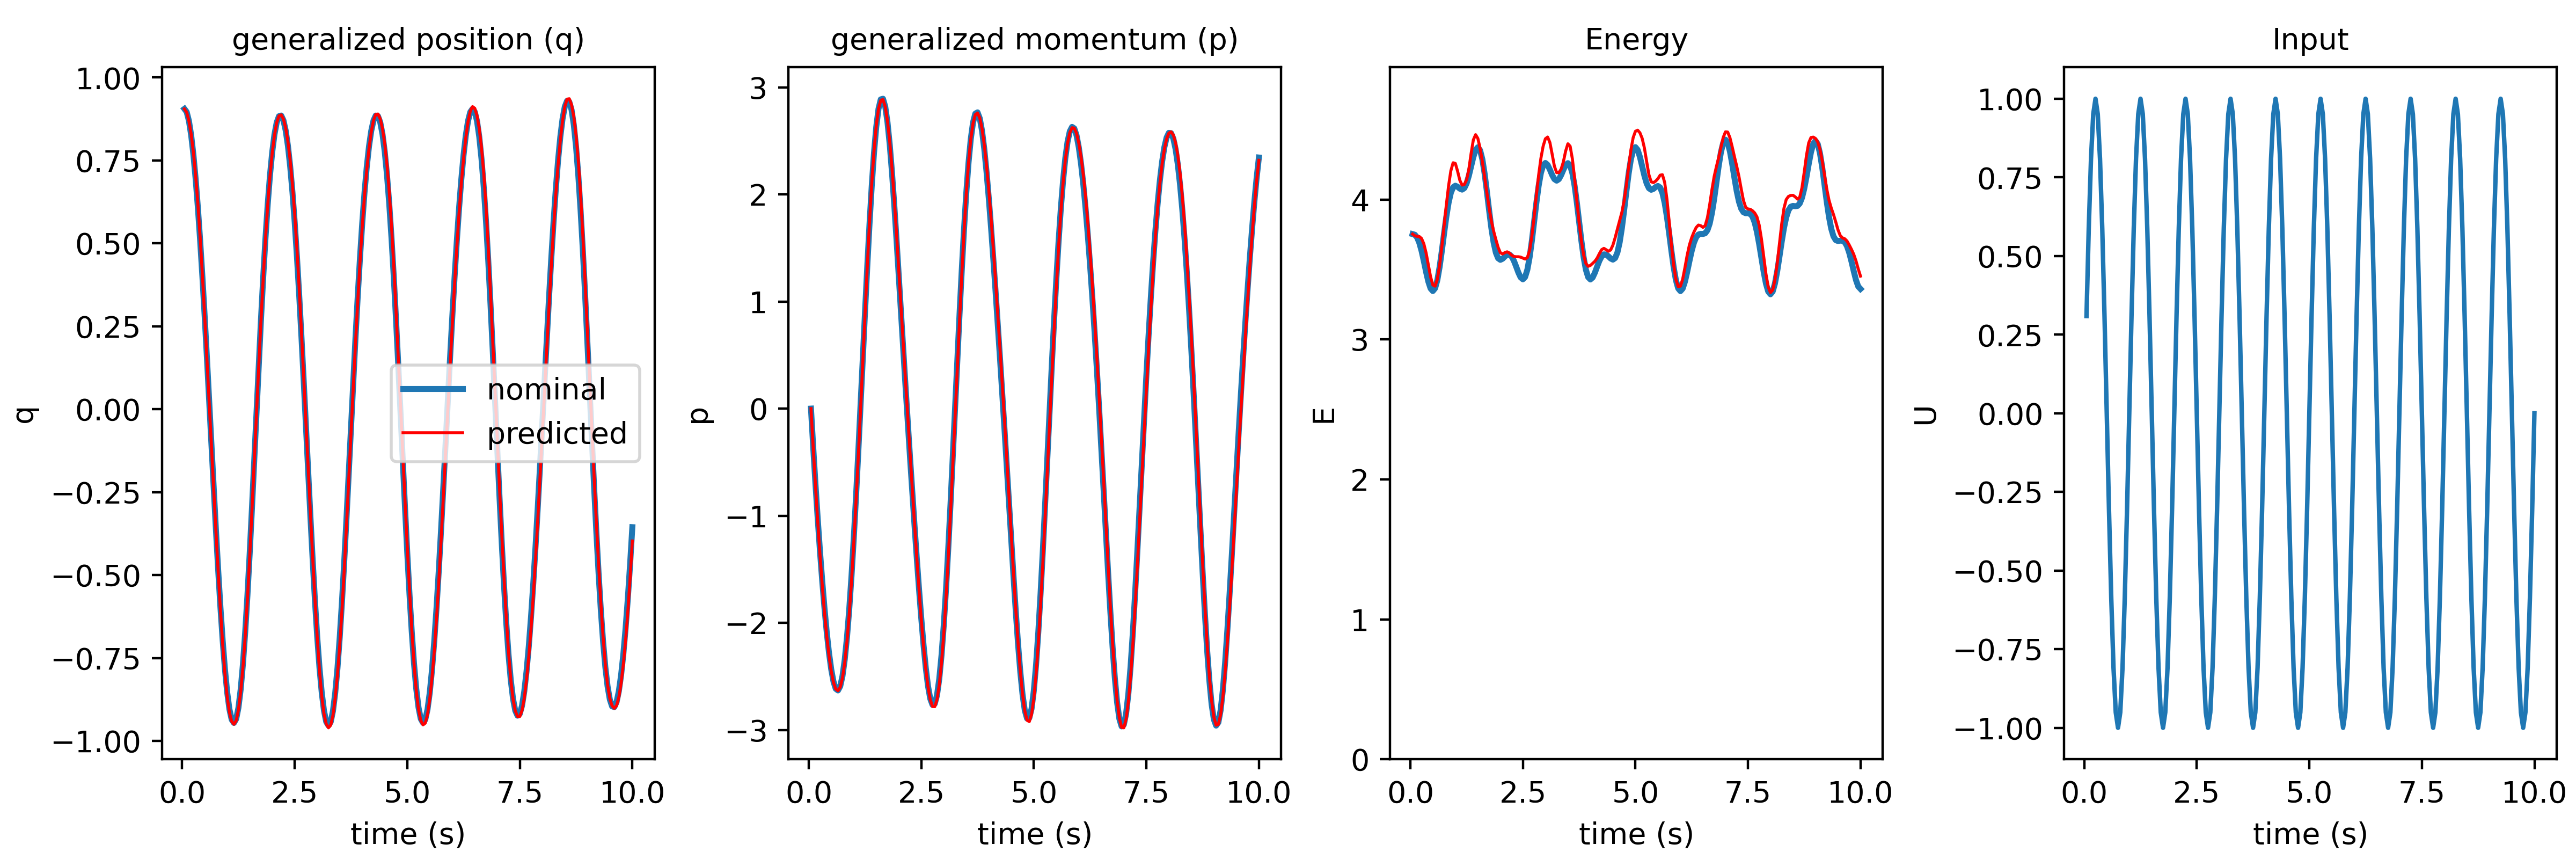 generalized position (q)
1.00
0.75
0.50
0.25
0.00
−0.25
−0.50
−0.75
−1.00
q
nominal
predicted
0.0 2.5 5.0 7.5 10.0
time (s)
generalized momentum (p)
3
2
1
0
−1
−2
−3
p
0.0 2.5 5.0 7.5 10.0
time (s)
Energy
4
3
2
1
0
E
0.0 2.5 5.0 7.5 10.0
time (s)
Input
1.00
0.75
0.50
0.25
0.00
−0.25
−0.50
−0.75
−1.00
U
0.0 2.5 5.0 7.5 10.0
time (s)